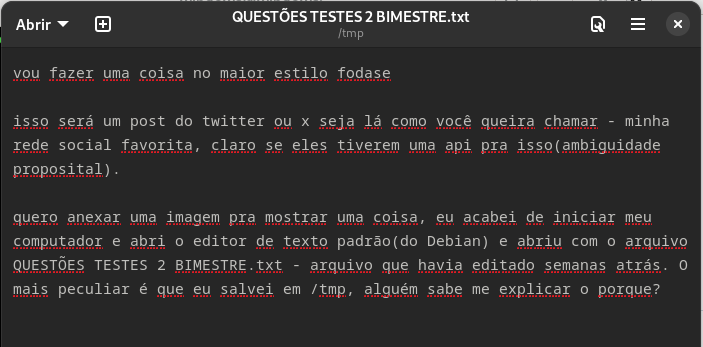 Abrir
QUESTÕES TESTES 2 BIMESTRE.txt
/tmp
vou fazer uma coisa no maior estilo fodase
isso será um post do twitter ou x seja lá como você queira chamar - minha
rede social favorita, claro se eles tiverem uma api pra isso(ambiguidade
proposital).
quero anexar uma imagem pra mostrar uma coisa, eu acabei de iniciar meu
computador e abri o editor de texto padrão(do Debian) e abriu com o arquivo
QUESTÕES TESTES 2 BIMESTRE.txt - arquivo que havia editado semanas atrás. O
mais peculiar é que eu salvei em /tmp, alguém sabe me explicar o porque?